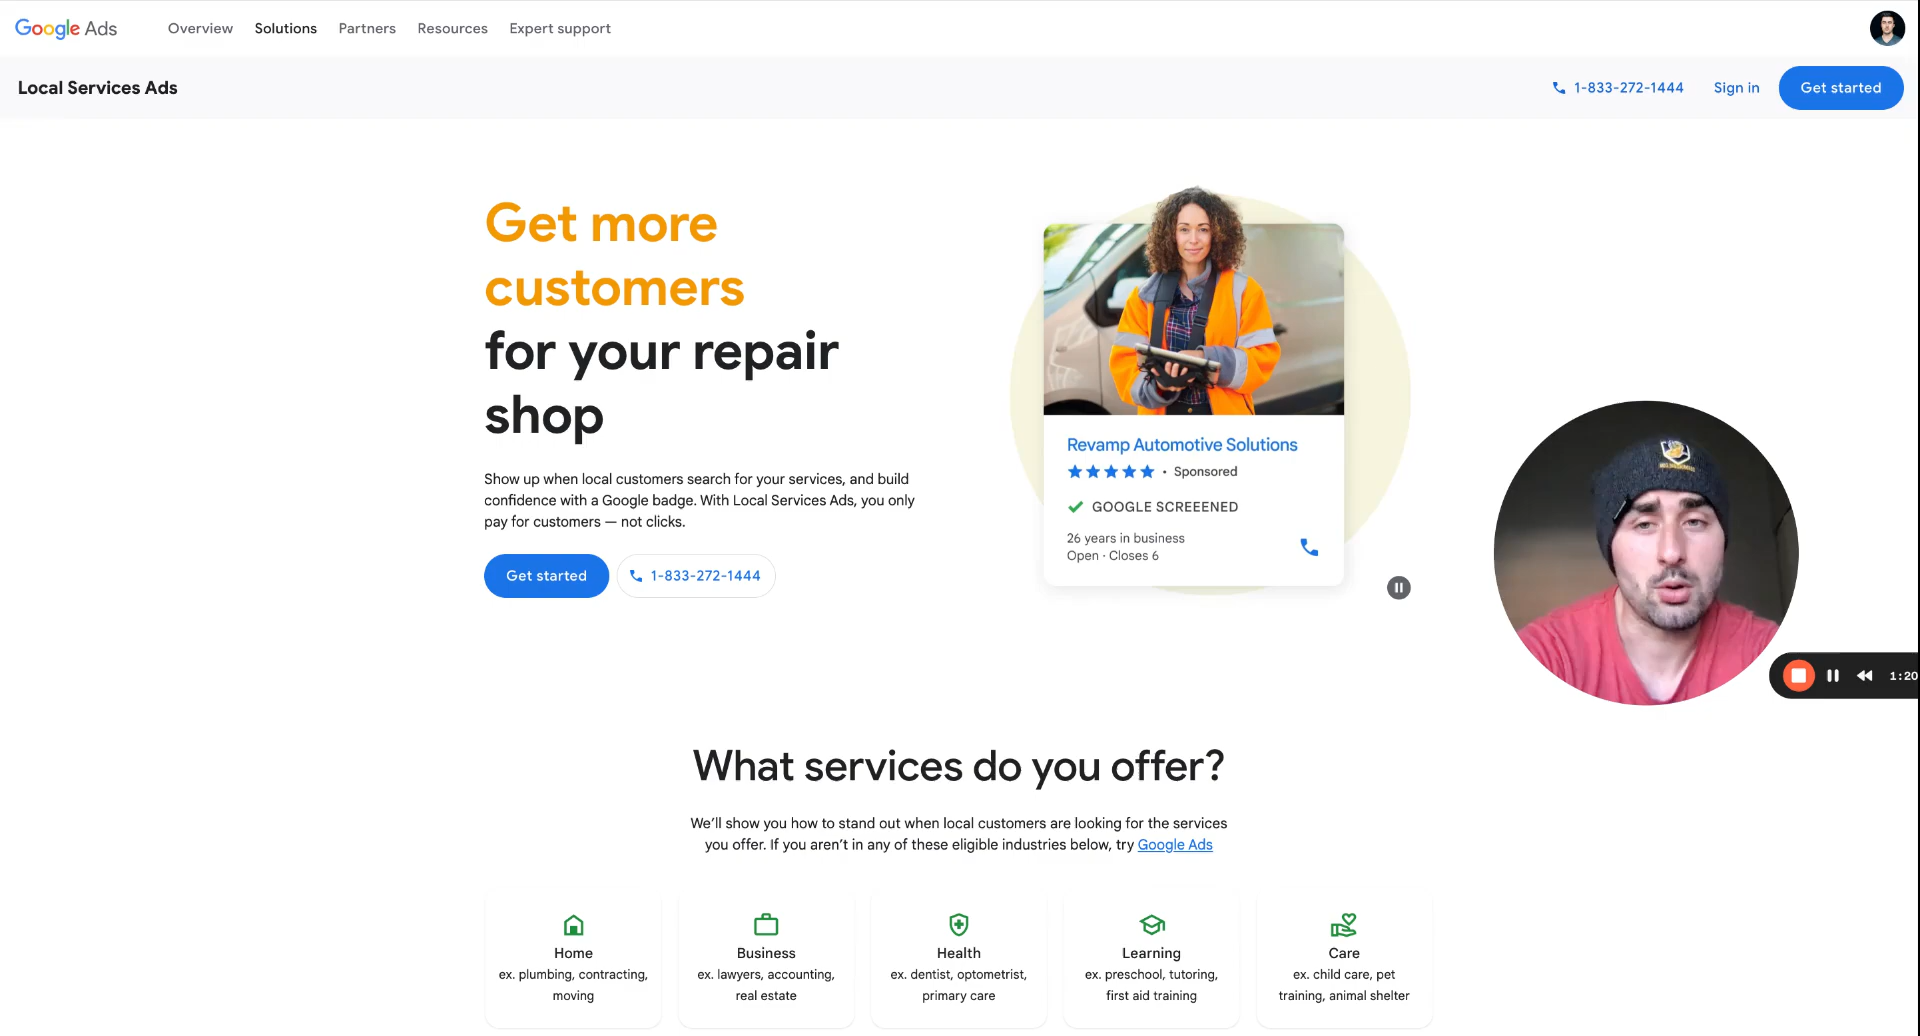 Google Ads
Overview
Solutions
Partners
Resources
Expert support
Local Services Ads
1-833-272-1444
Sign in
Get started
Get more
customers
for your repair
shop
Show up when local customers search for your services, and build
confidence with a Google badge. With Local Services Ads, you only
pay for customers — not clicks.
Get started
1-833-272-1444
Revamp Automotive Solutions
• Sponsored
GOOGLE SCREEENED
26 years in business
Open · Closes 6
1:20
What services do you offer?
We’ll show you how to stand out when local customers are looking for the services
you offer. If you aren’t in any of these eligible industries below, try Google Ads
Home
ex. plumbing, contracting,
moving
Business
ex. lawyers, accounting,
real estate
Health
ex. dentist, optometrist,
primary care
Learning
ex. preschool, tutoring,
first aid training
Care
ex. child care, pet
training, animal shelter